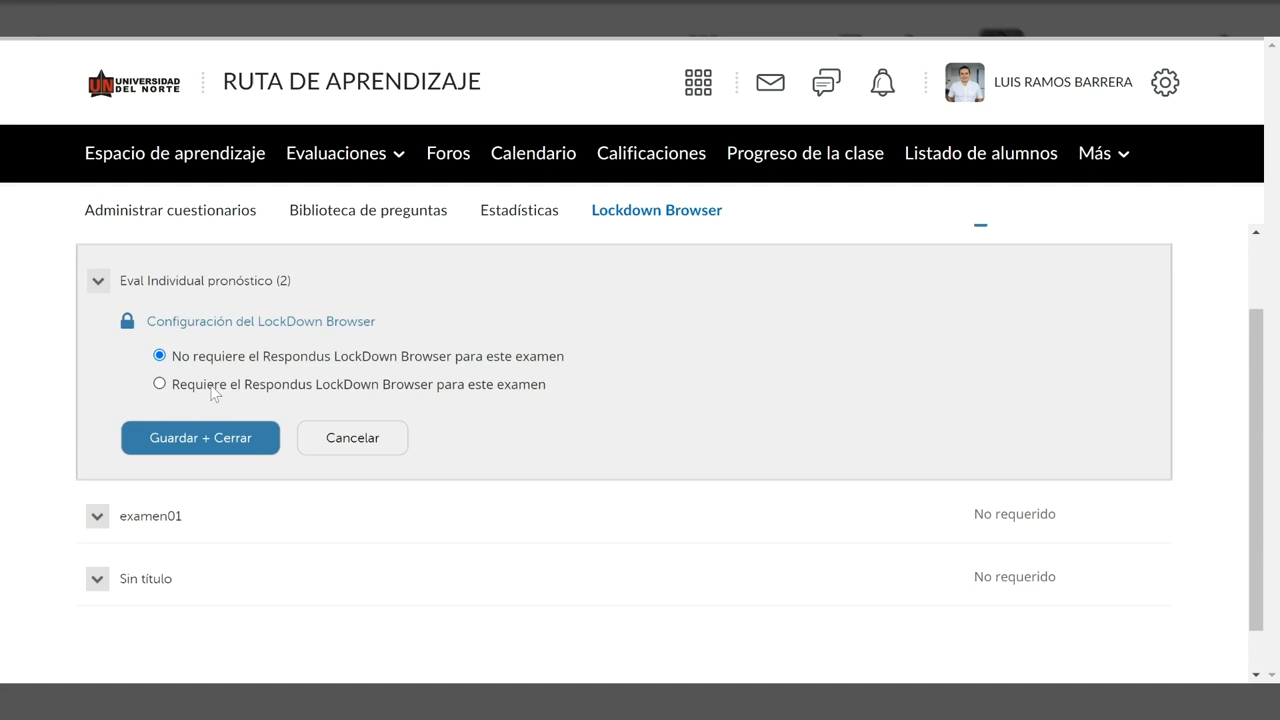 UN UNIVERSIDAD
DEL NORTE
RUTA DE APRENDIZAJE
LUIS RAMOS BARRERA
Espacio de aprendizaje Evaluaciones Foros Calendario Calificaciones Progreso de la clase Listado de alumnos Más
Administrar cuestionarios Biblioteca de preguntas Estadísticas Lockdown Browser
Eval Individual pronóstico (2)
Configuración del LockDown Browser
No requiere el Respondus LockDown Browser para este examen
Requiere el Respondus LockDown Browser para este examen
Guardar + Cerrar Cancelar
examen01 No requerido
Sin título No requerido